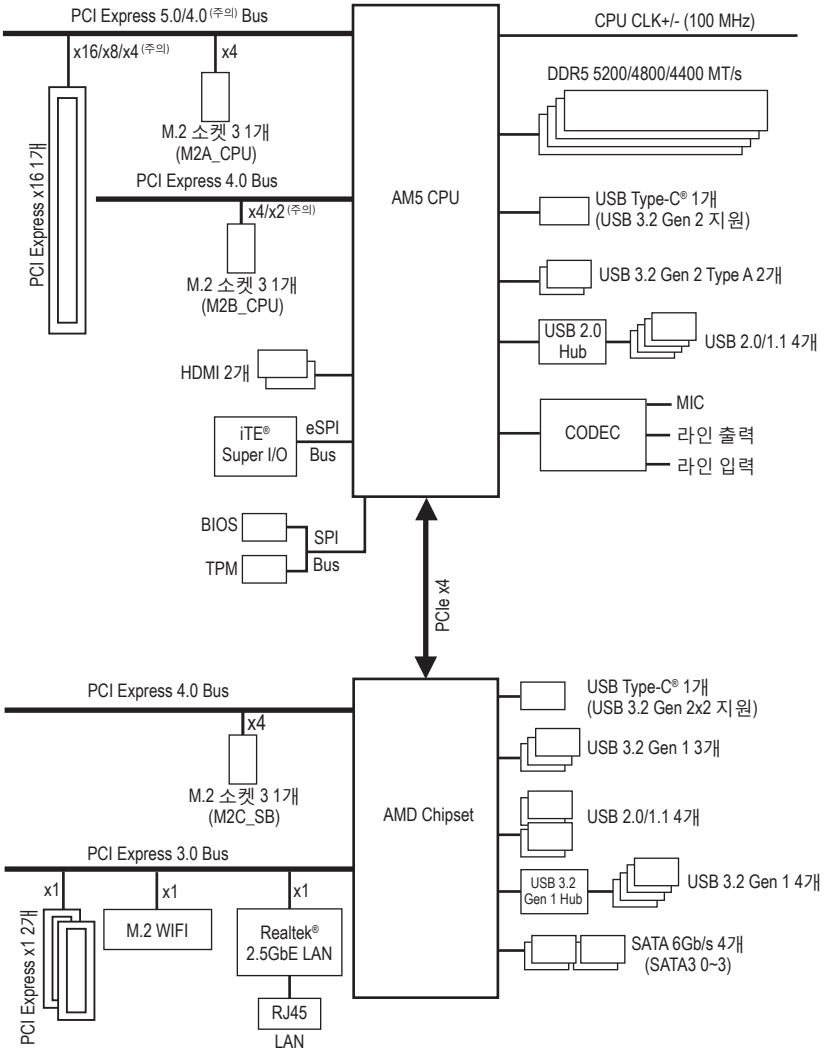 PCI Express 5.0/4.0 (주의) Bus
x16/x8/x4 (주의)
x4
M.2 소켓 3 1개
(M2A_CPU)
PCI Express x16 1개
PCI Express 4.0 Bus
x4/x2 (주의)
M.2 소켓 3 1개
(M2B_CPU)
HDMI 2개
iTE®
Super I/O
eSPI
Bus
BIOS
TPM
SPI
Bus
AM5 CPU
CPU CLK+/- (100 MHz)
DDR5 5200/4800/4400 MT/s
USB Type-C® 1개
(USB 3.2 Gen 2 지원)
USB 3.2 Gen 2 Type A 2개
USB 2.0
Hub
USB 2.0/1.1 4개
CODEC
MIC
라인 출력
라인 입력
PCIe x4
PCI Express 4.0 Bus
x4
M.2 소켓 3 1개
(M2C_SB)
PCI Express 3.0 Bus
x1
x1
x1
PCI Express x1 2개
M.2 WIFI
Realtek®
2.5GbE LAN
RJ45
LAN
AMD Chipset
USB Type-C® 1개
(USB 3.2 Gen 2x2 지원)
USB 3.2 Gen 1 3개
USB 2.0/1.1 4개
USB 3.2
Gen 1 Hub
USB 3.2 Gen 1 4개
SATA 6Gb/s 4개
(SATA3 0~3)